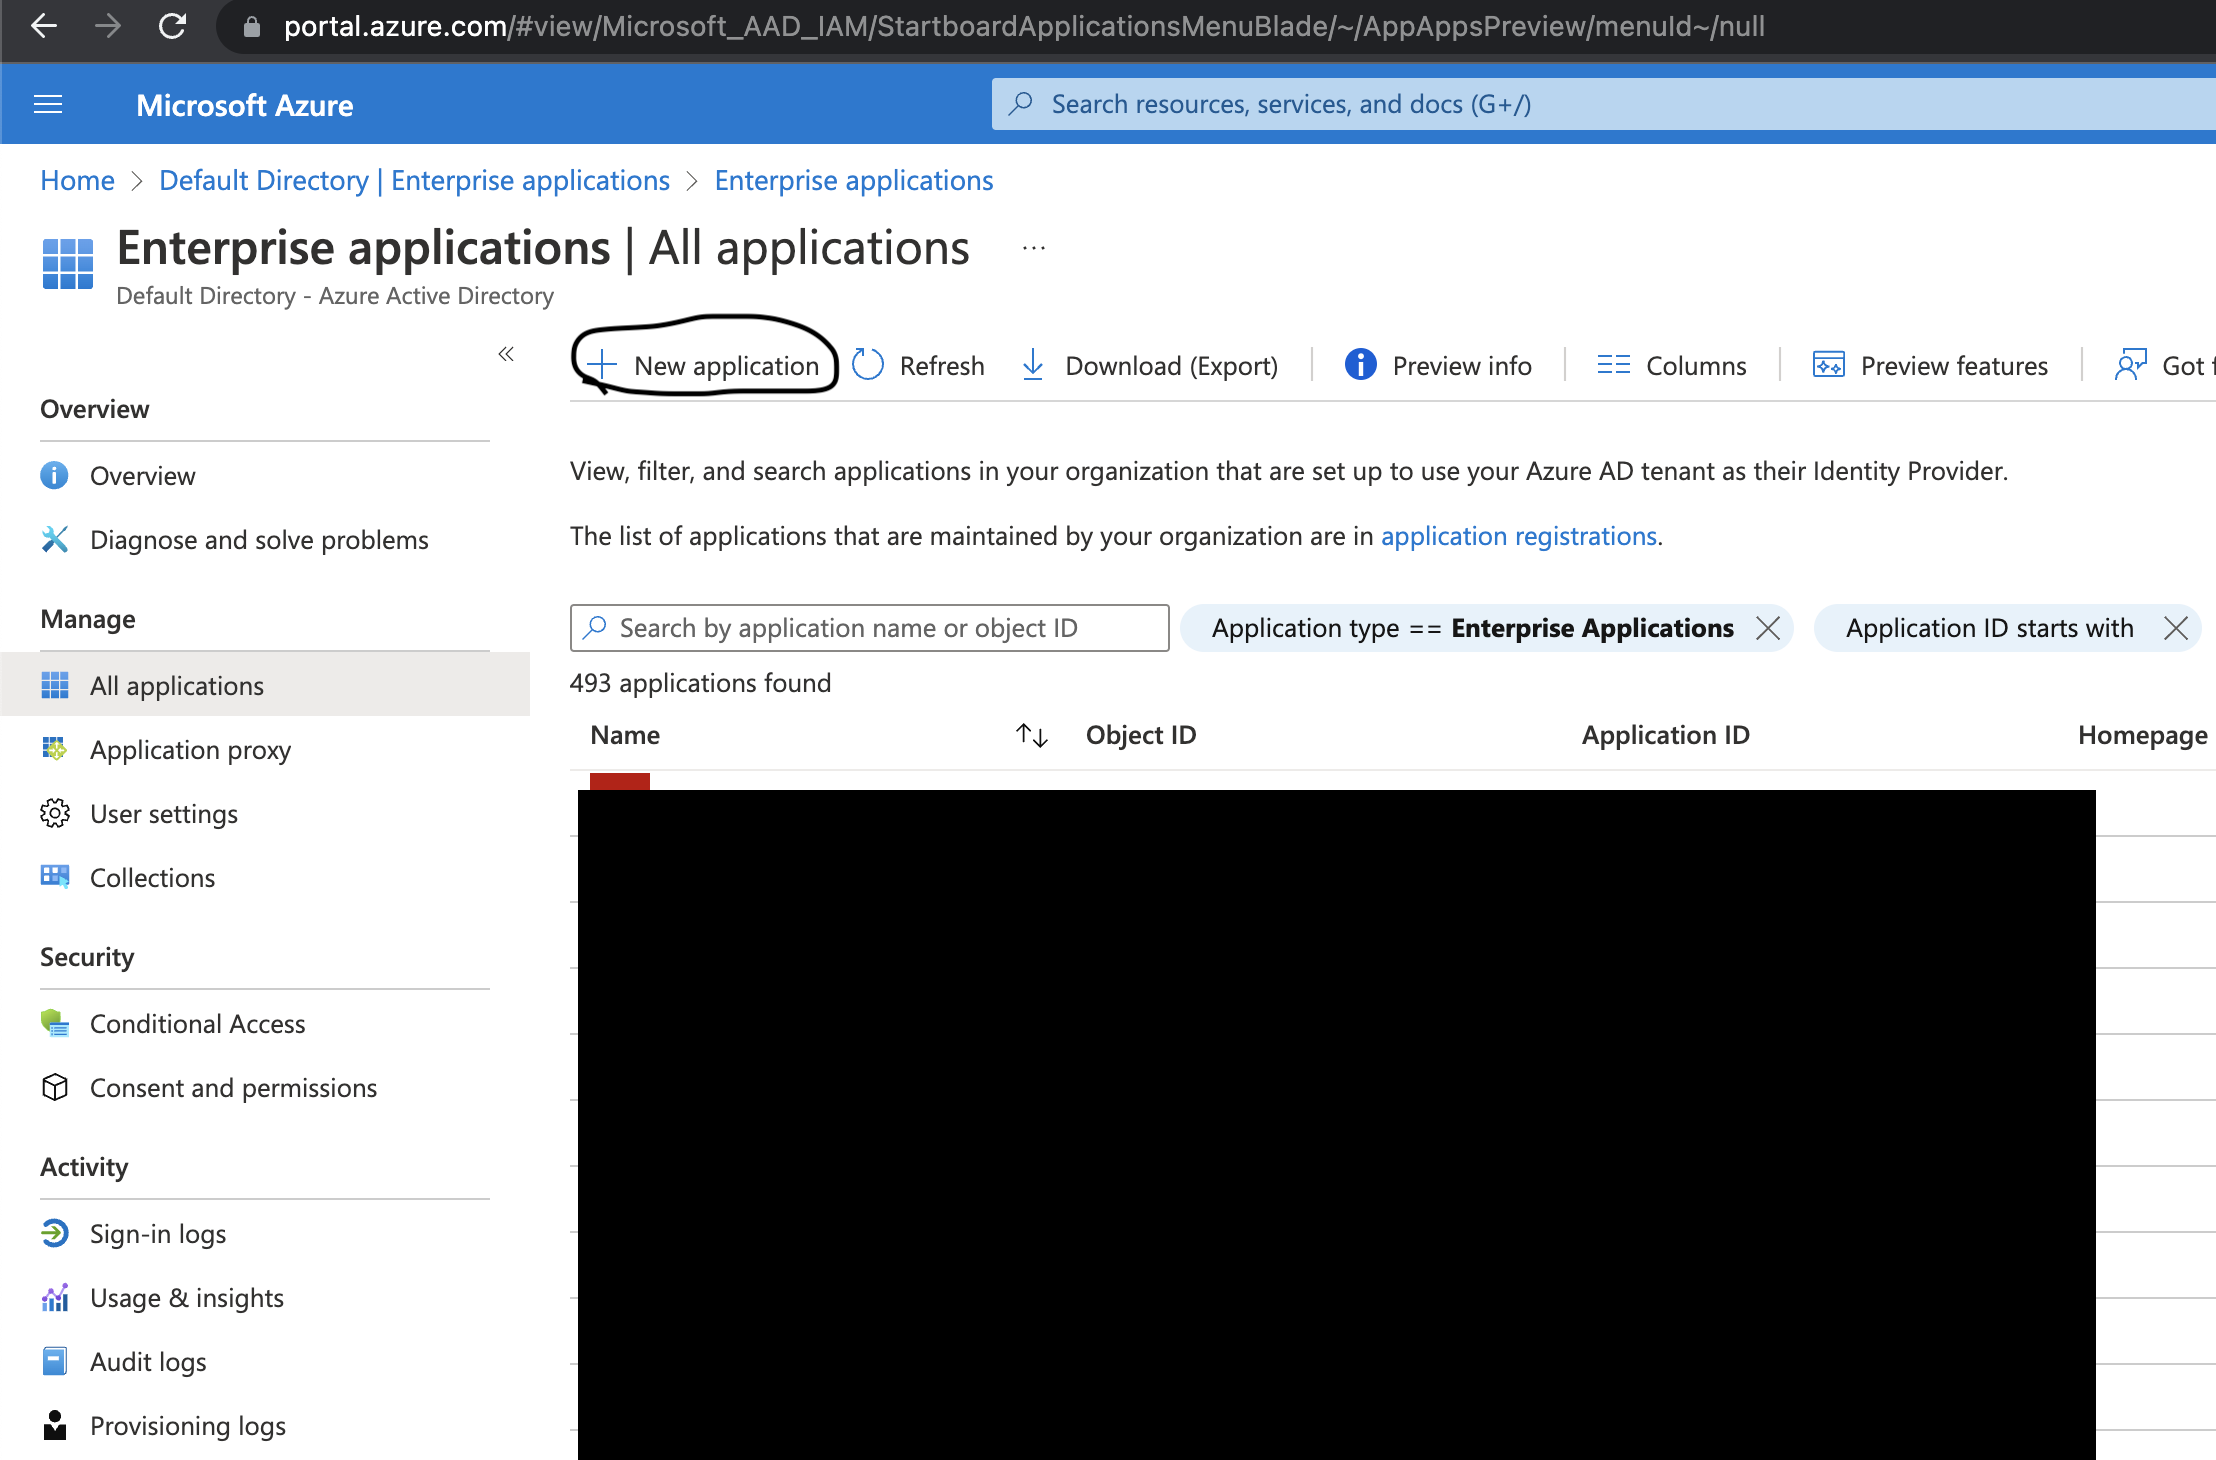 portal.azure.com/#view/Microsoft_AAD_IAM/StartboardApplicationsMenuBlade/~/AppAppsPreview/menuId~/null
Microsoft Azure
Search resources, services, and docs (G+/)
Home > Default Directory | Enterprise applications > Enterprise applications
Enterprise applications | All applications ...
Default Directory - Azure Active Directory
«
New application Refresh Download (Export) Preview info Columns Preview features Got
Overview
Overview
Diagnose and solve problems
Manage
All applications
Application proxy
User settings
Collections
Security
Conditional Access
Consent and permissions
Activity
Sign-in logs
Usage & insights
Audit logs
Provisioning logs
View, filter, and search applications in your organization that are set up to use your Azure AD tenant as their Identity Provider.
The list of applications that are maintained by your organization are in application registrations.
Search by application name or object ID
Application type == Enterprise Applications
Application ID starts with
493 applications found
Name Object ID Application ID Homepage